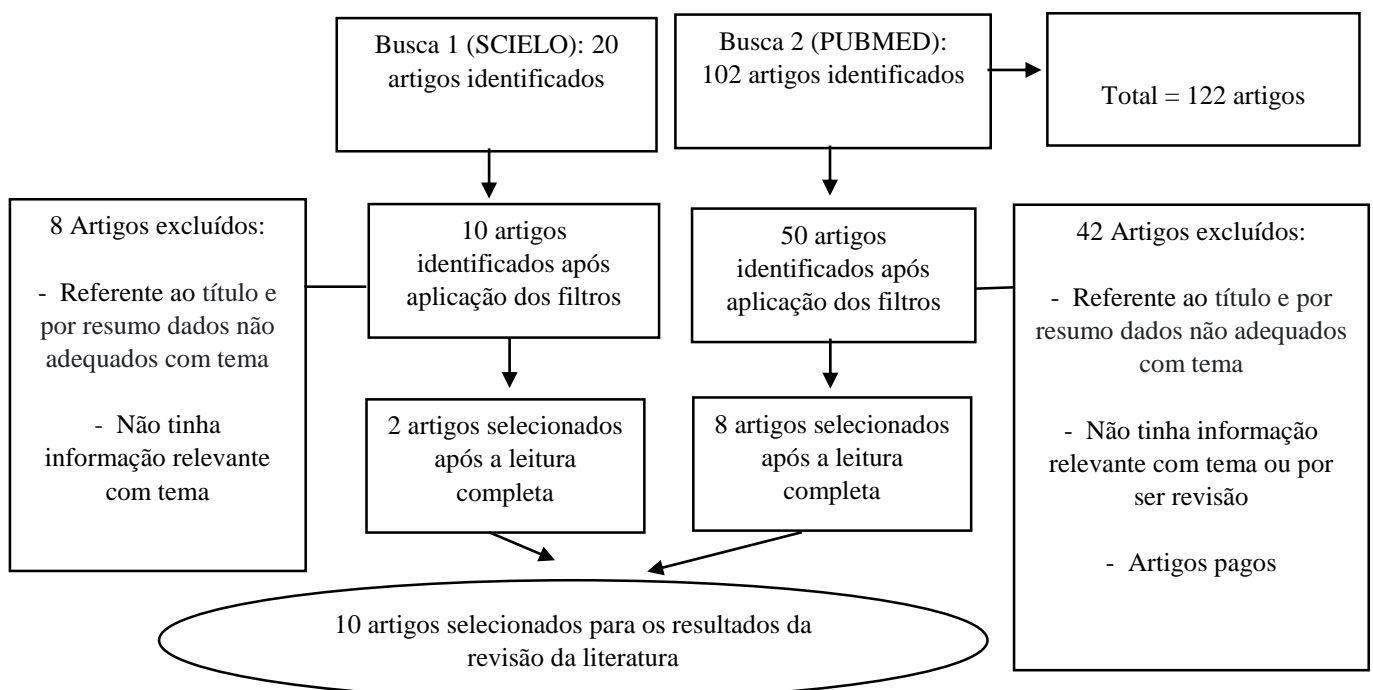 Busca 1 (SCIELO): 20
artigos identificados
Busca 2 (PUBMED):
102 artigos identificados
Total = 122 artigos
8 Artigos excluídos:
- Referente ao título e
por resumo dados não
adequados com tema
- Não tinha
informação relevante
com tema
10 artigos
identificados após
aplicação dos filtros
50 artigos
identificados após
aplicação dos filtros
42 Artigos excluídos:
- Referente ao título e por
resumo dados não adequados
com tema
- Não tinha informação
relevante com tema ou por
ser revisão
- Artigos pagos
2 artigos selecionados
após a leitura
completa
8 artigos selecionados
após a leitura
completa
10 artigos selecionados para os resultados da
revisão da literatura